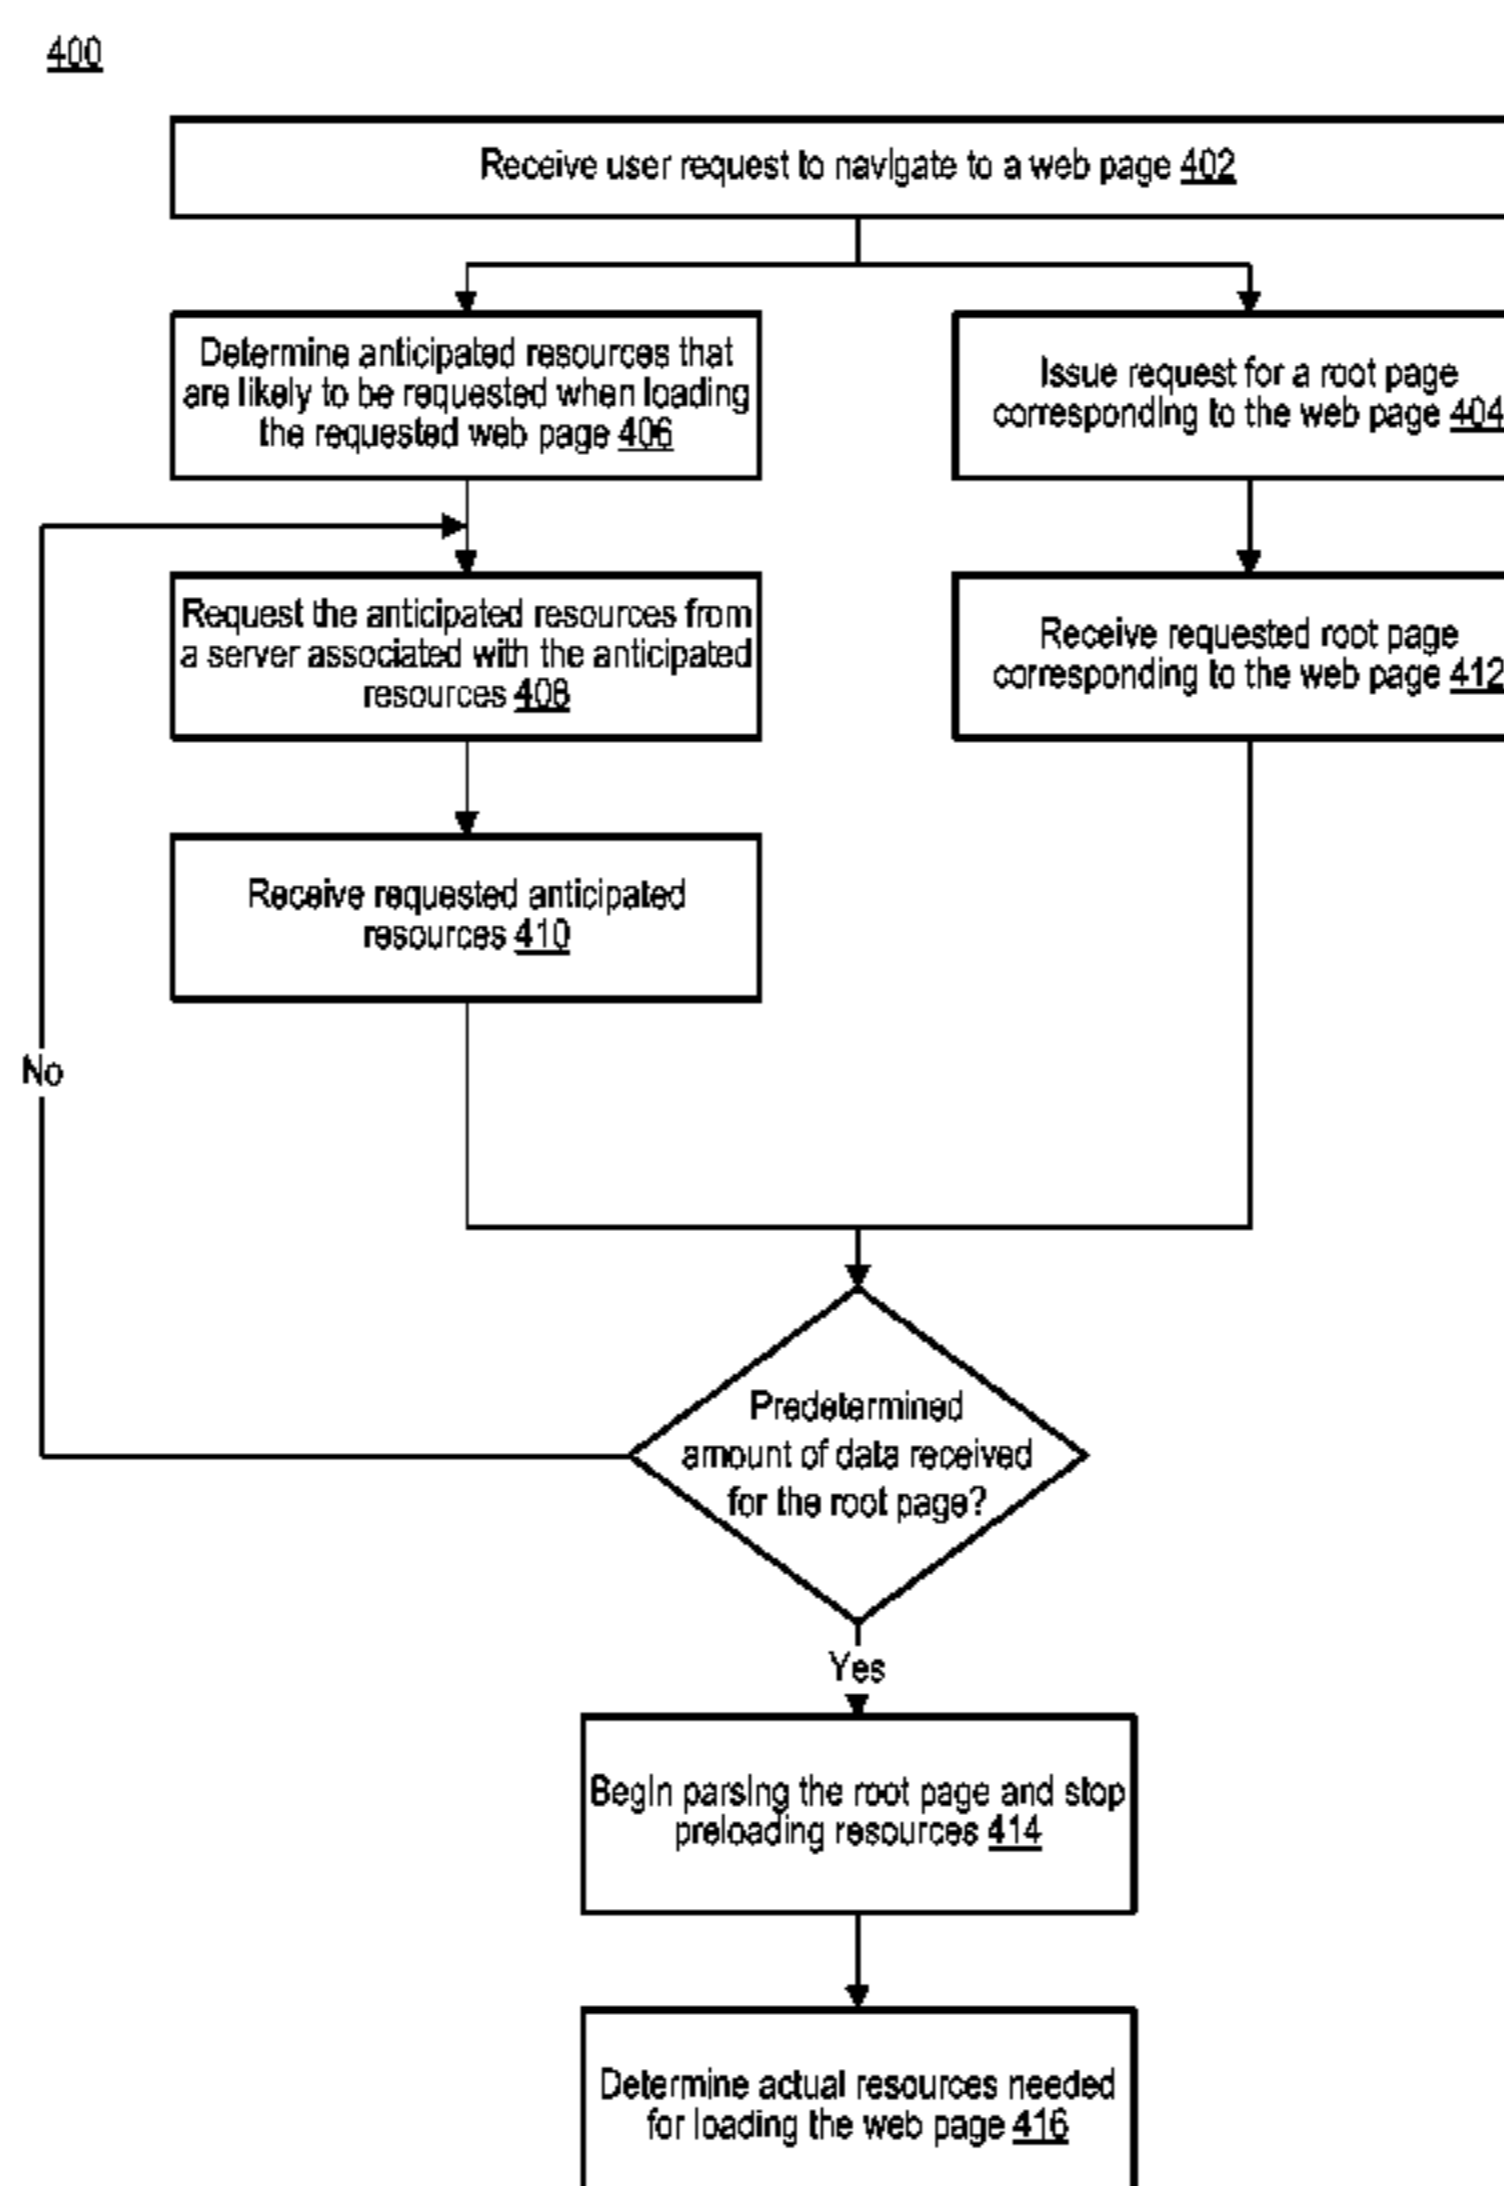 400
Receive user request to navigate to a web page 402
Determine anticipated resources that
are likely to be requested when loading
the requested web page 406
Issue request for a root page
corresponding to the web page 404
Request the anticipated resources from
a server associated with the anticipated
resources 408
Receive requested root page
corresponding to the web page 412
Receive requested anticipated
resources 410
No
Predetermined
amount of data received
for the root page?
Yes
Begin parsing the root page and stop
preloading resources 414
Determine actual resources needed
for loading the web page 416